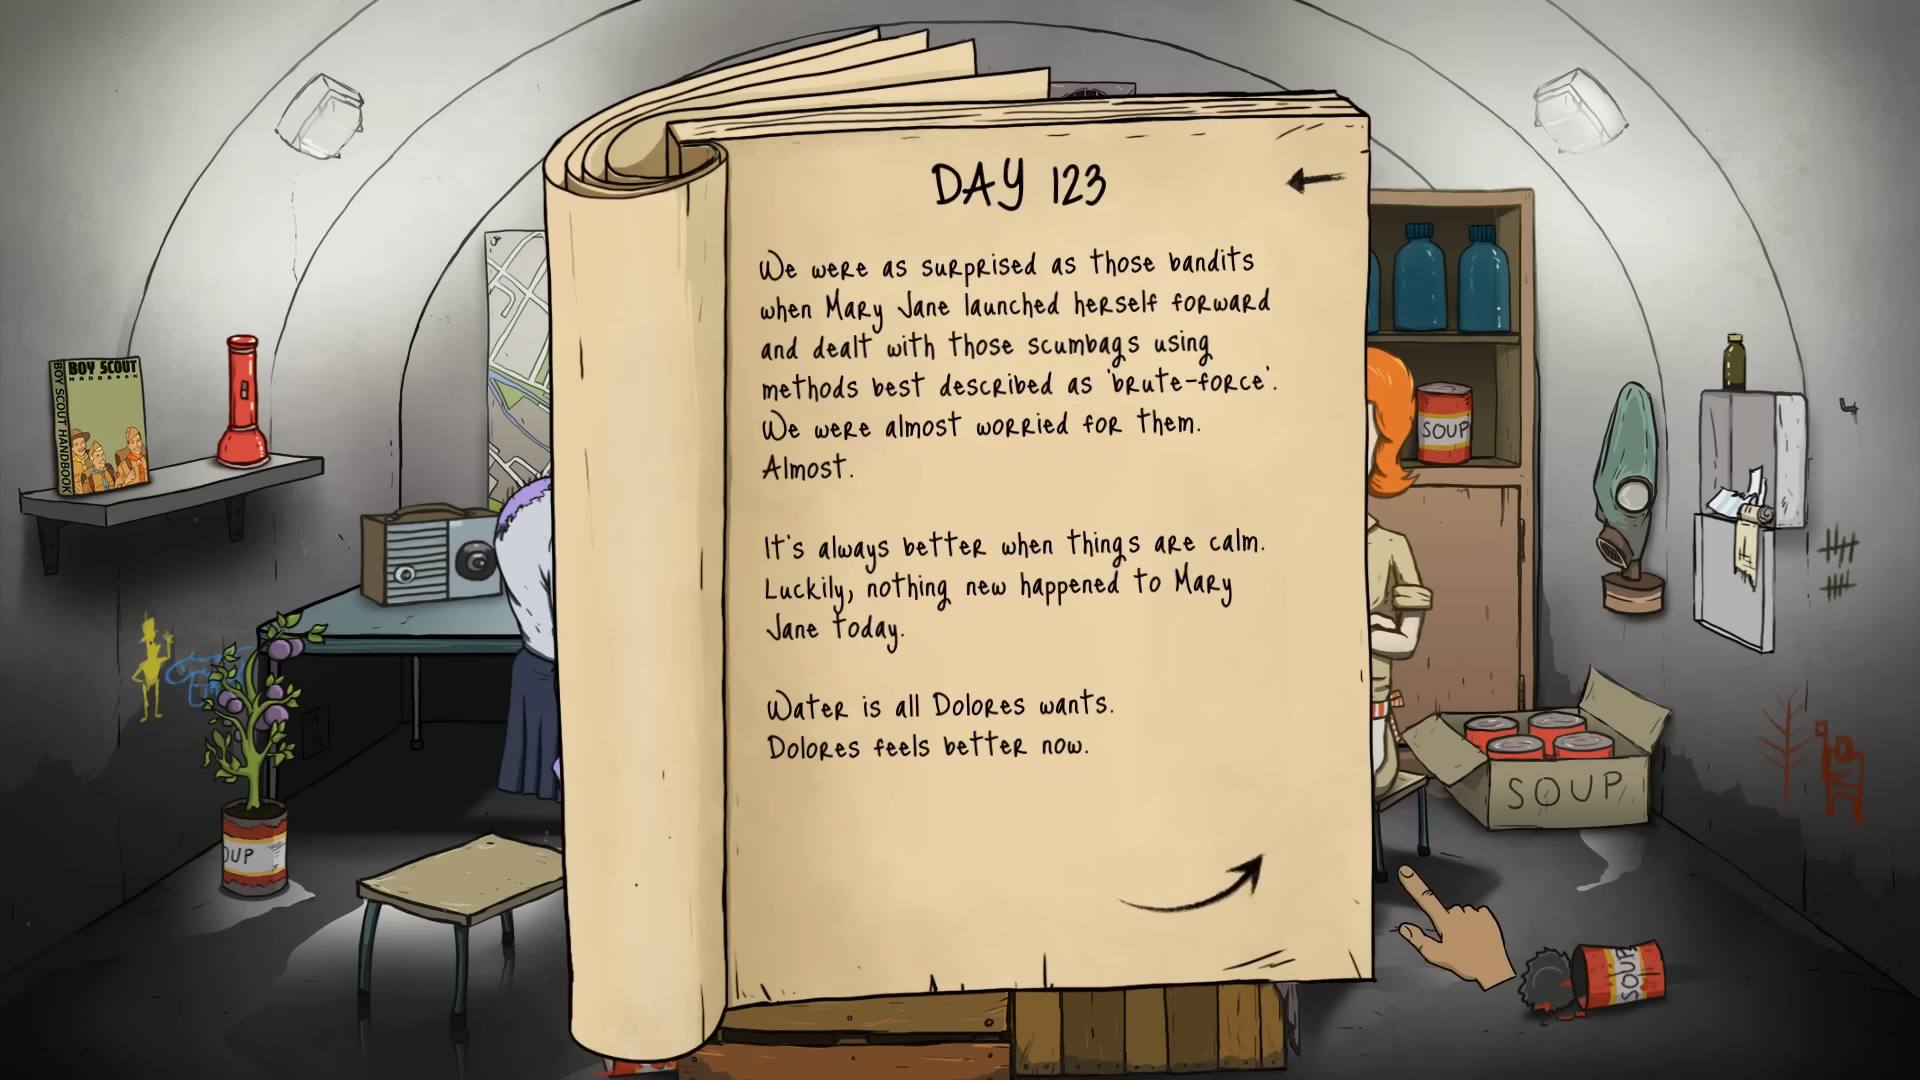 DAY 123
We were as surprised as those bandits
when Mary Jane launched herself forward
and dealt with those scumbags using
methods best described as 'brute-force'.
We were almost worried for them.
Almost.
It's always better when things are calm.
Luckily, nothing new happened to Mary
Jane today.
Water is all Dolores wants.
Dolores feels better now.
BOY SCOUT
HANDBOOK
BOY SCOUT HANDBOOK
SOUP
OUP
SOUP
SOUP